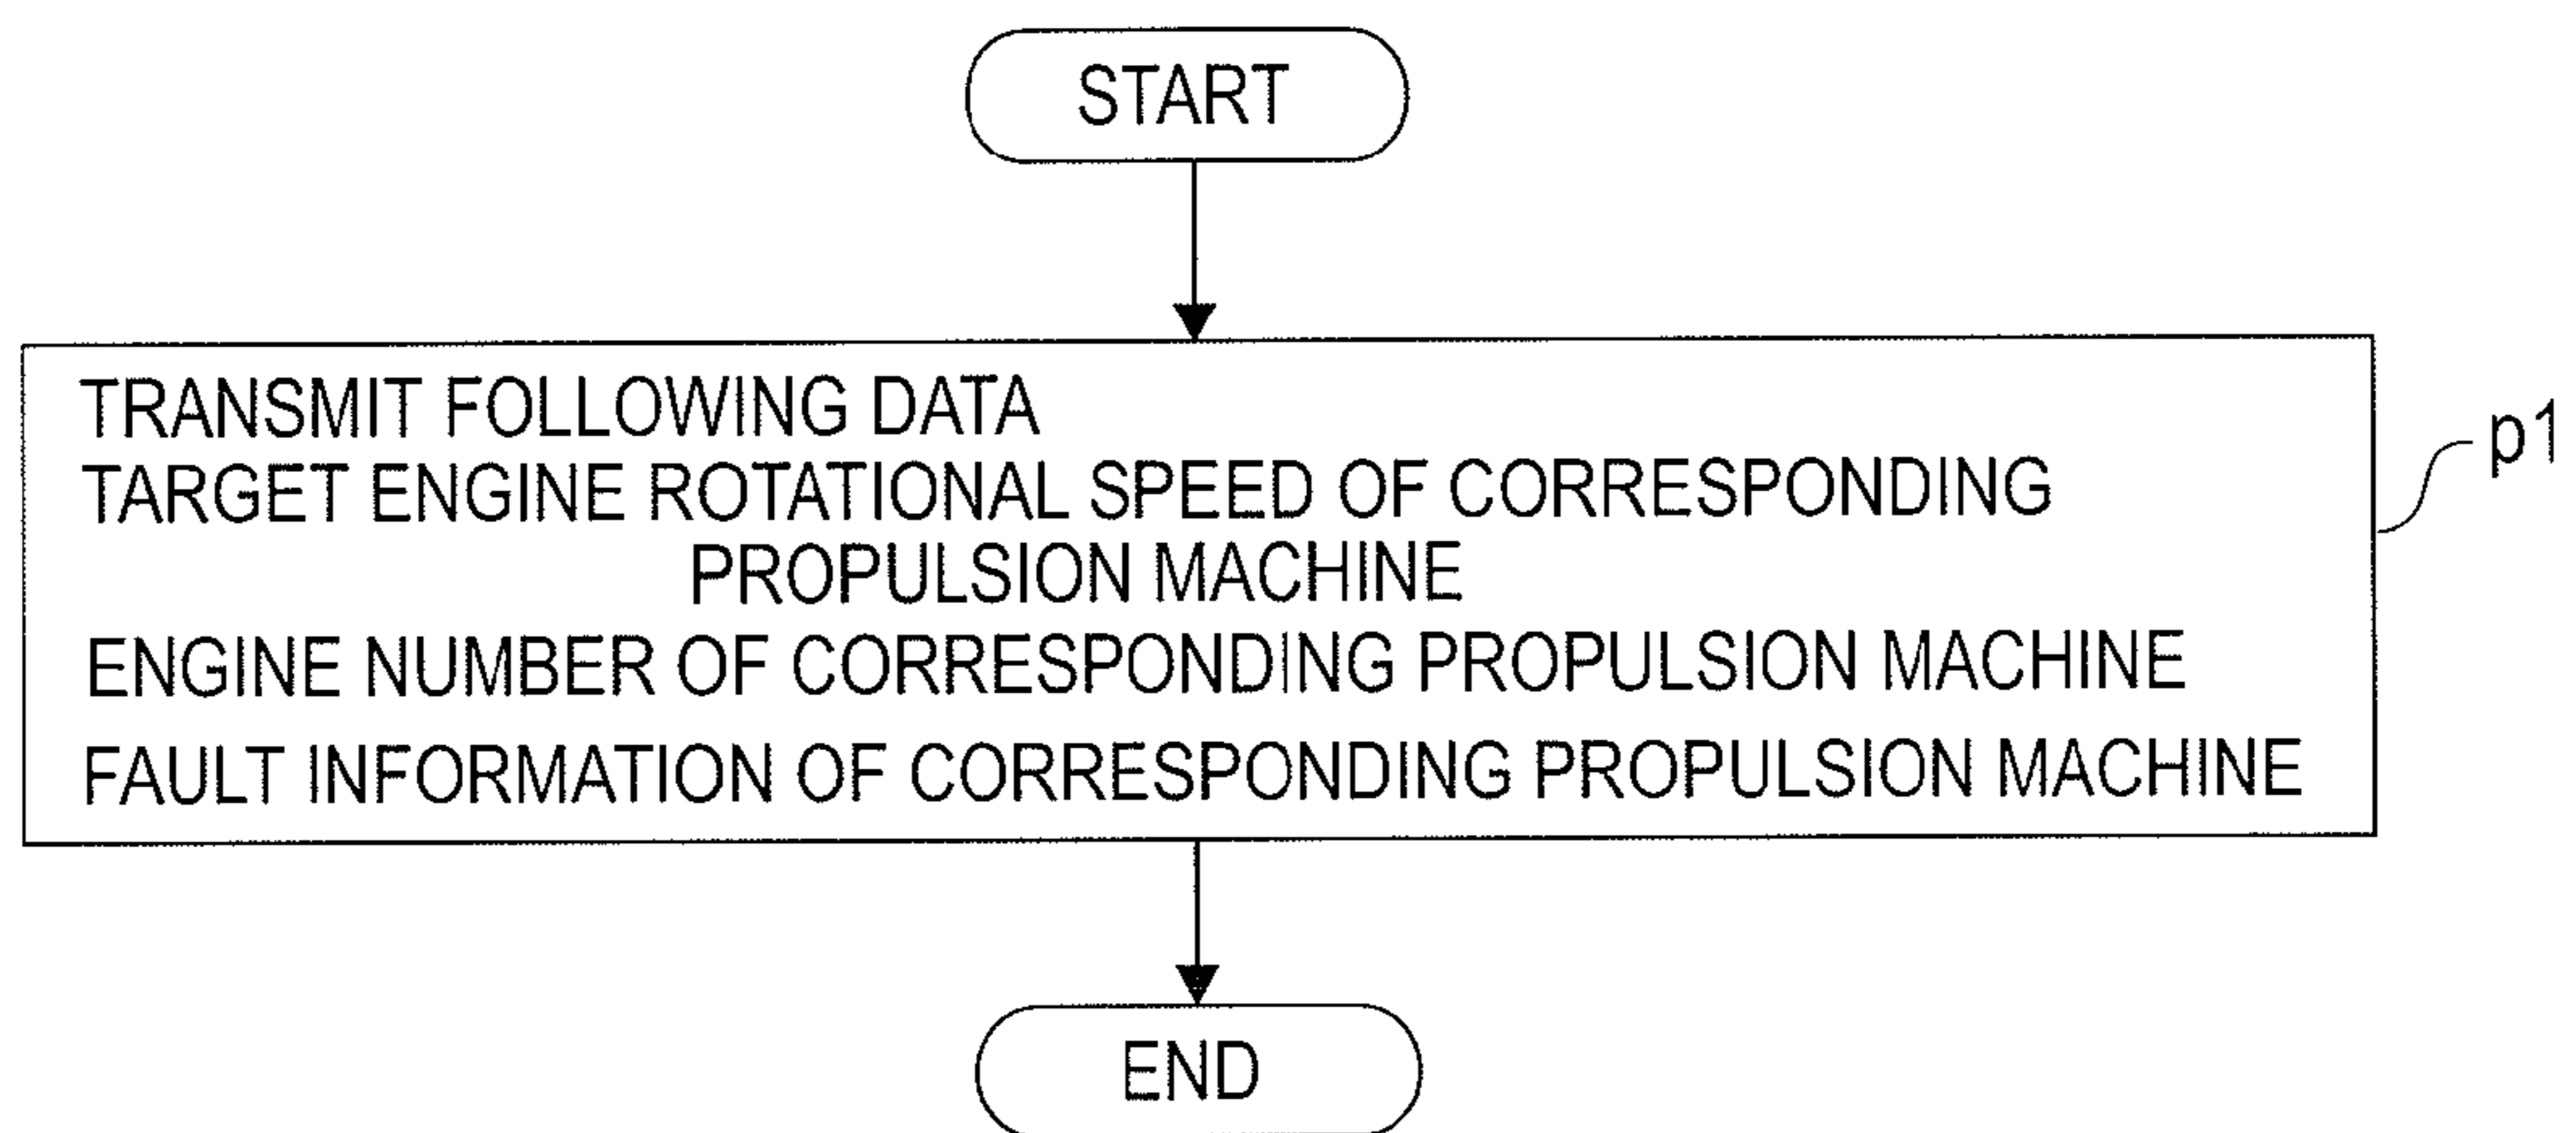 START
TRANSMIT FOLLOWING DATA
TARGET ENGINE ROTATIONAL SPEED OF CORRESPONDING
PROPULSION MACHINE
ENGINE NUMBER OF CORRESPONDING PROPULSION MACHINE
FAULT INFORMATION OF CORRESPONDING PROPULSION MACHINE
p1
END